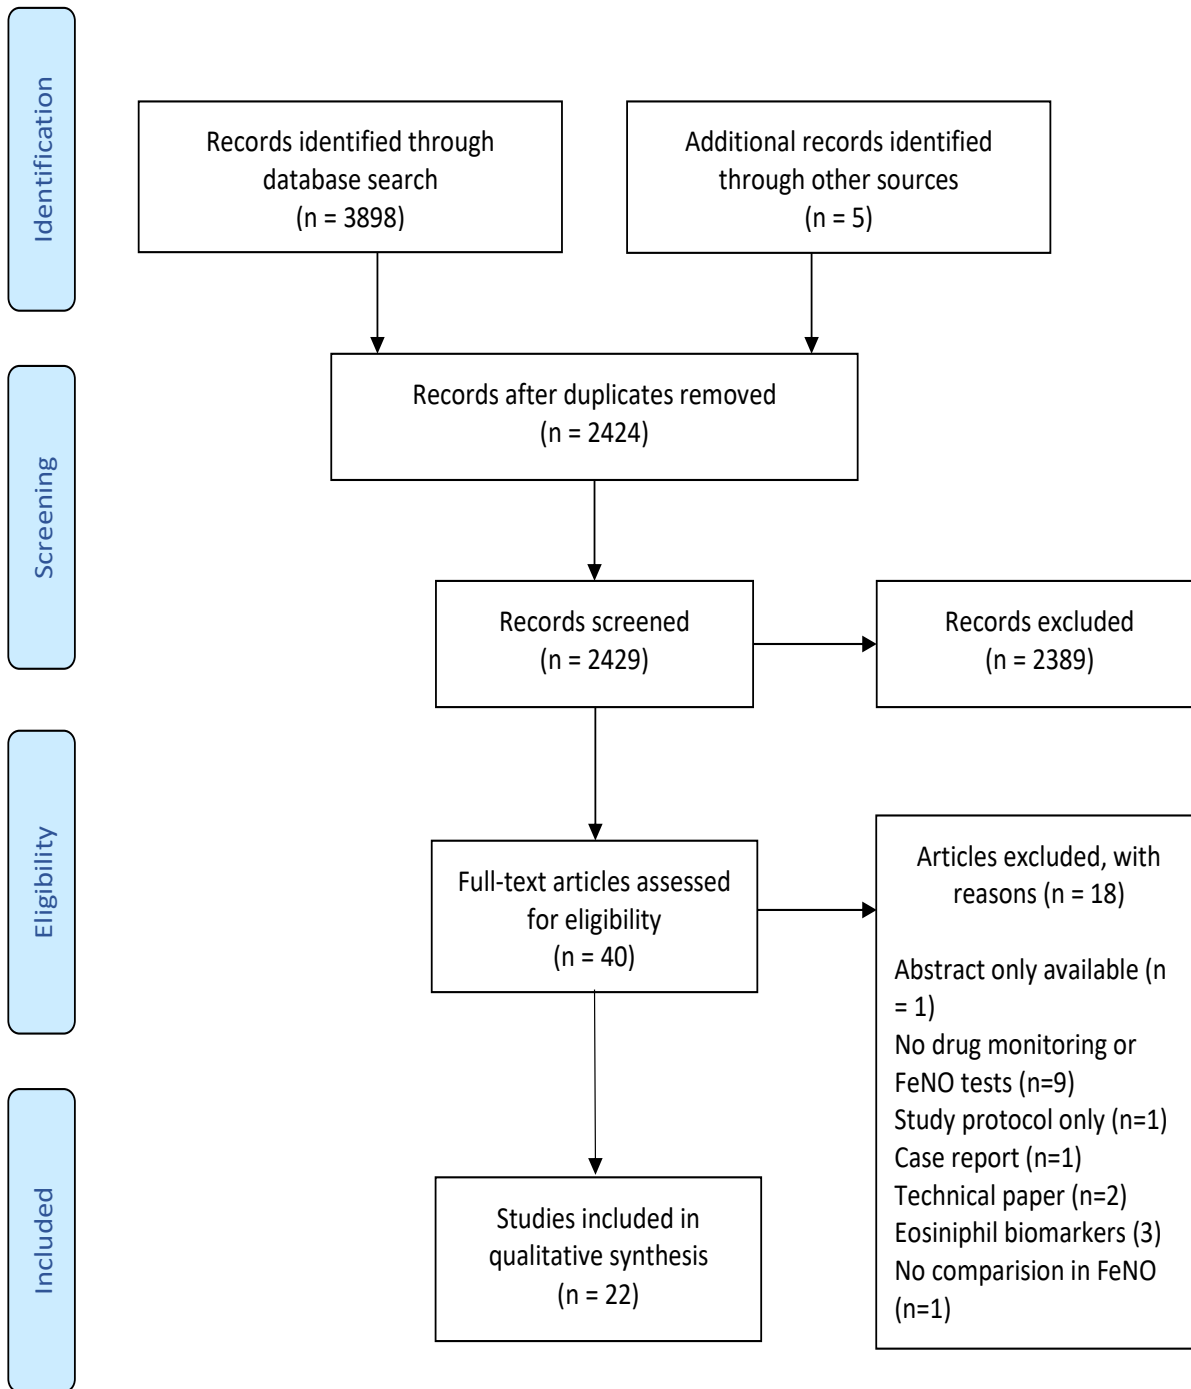 Identification
Records identified through
database search
(n = 3898)
Additional records identified
through other sources
(n = 5)
Screening
Records after duplicates removed
(n = 2424)
Records screened
(n = 2429)
Records excluded
(n = 2389)
Eligibility
Full-text articles assessed
for eligibility
(n = 40)
Articles excluded, with
reasons (n = 18)
Abstract only available (n
= 1)
No drug monitoring or
FeNO tests (n=9)
Study protocol only (n=1)
Case report (n=1)
Technical paper (n=2)
Eosiniphil biomarkers (3)
No comparision in FeNO
(n=1)
Included
Studies included in
qualitative synthesis
(n = 22)